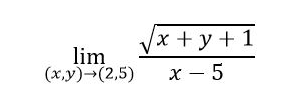 lim (x,y)→(2,5) √(x + y + 1) / (x − 5)